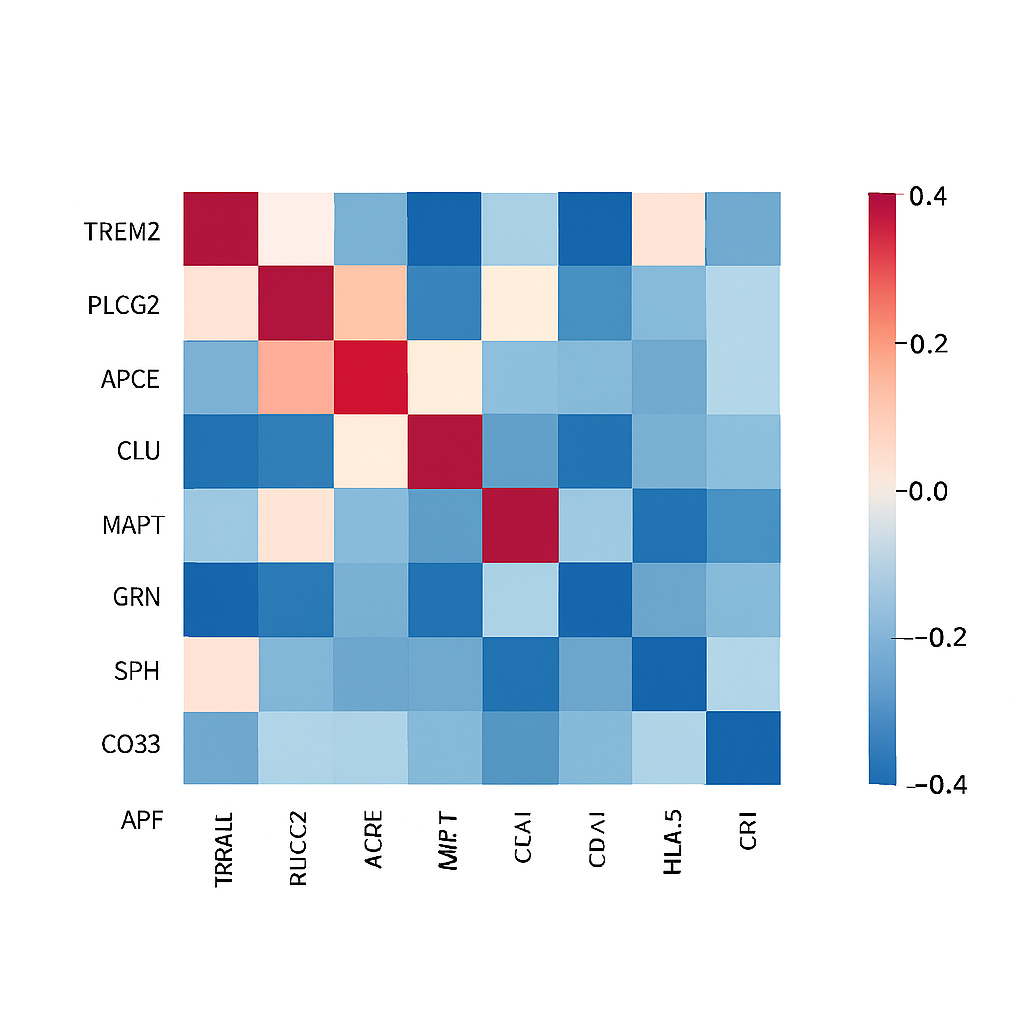 TREM2
PLCG2
APCE
CLU
MAPT
GRN
SPH
CO33
APF
TRRALL
RUCC2
ACRE
HLA.5
CRI
0.4
0.2
0.0
-0.2
-0.4